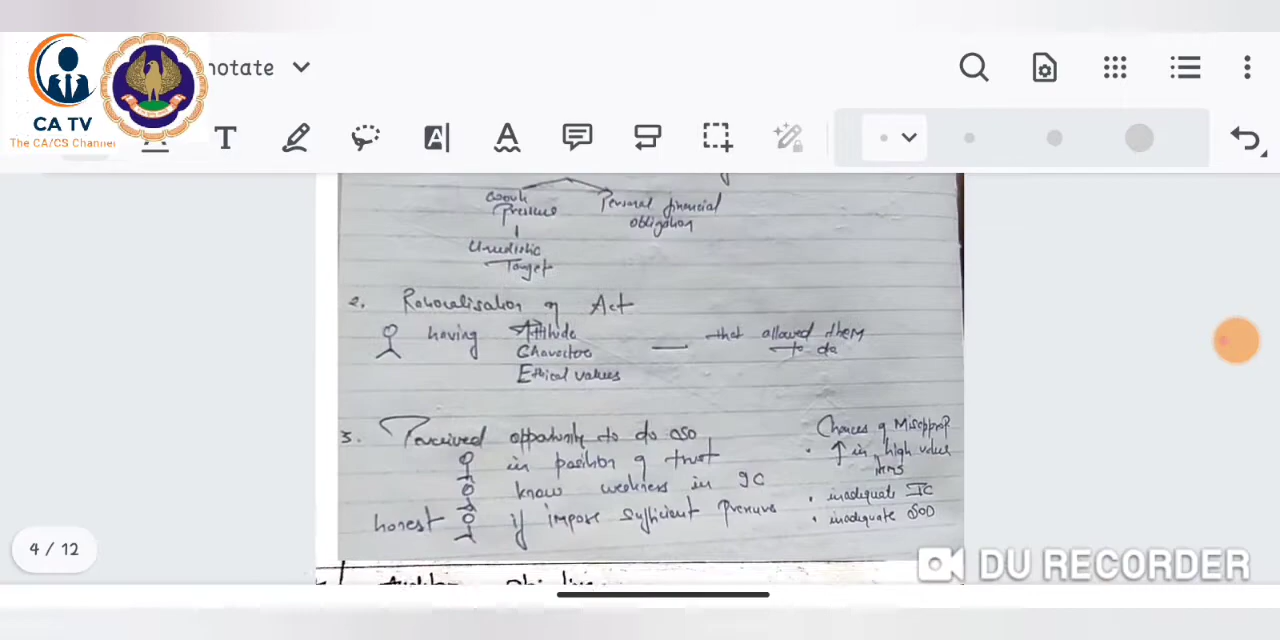 notate
CA TV
The CA/CS Channel
T
Work Personal financial
Pressure obligation
Unrealistic
Target
2. Rationalisation of Act
having Attitude that allowed them
Character to do
Ethical values
3. Perceived opportunity to do so Chances of Misapprop
in position of trust ↑ in high value
know weakness in IC itms
honest if impose sufficient Pressure • inadequate IC
• inadequate SOD
4 / 12
DU RECORDER